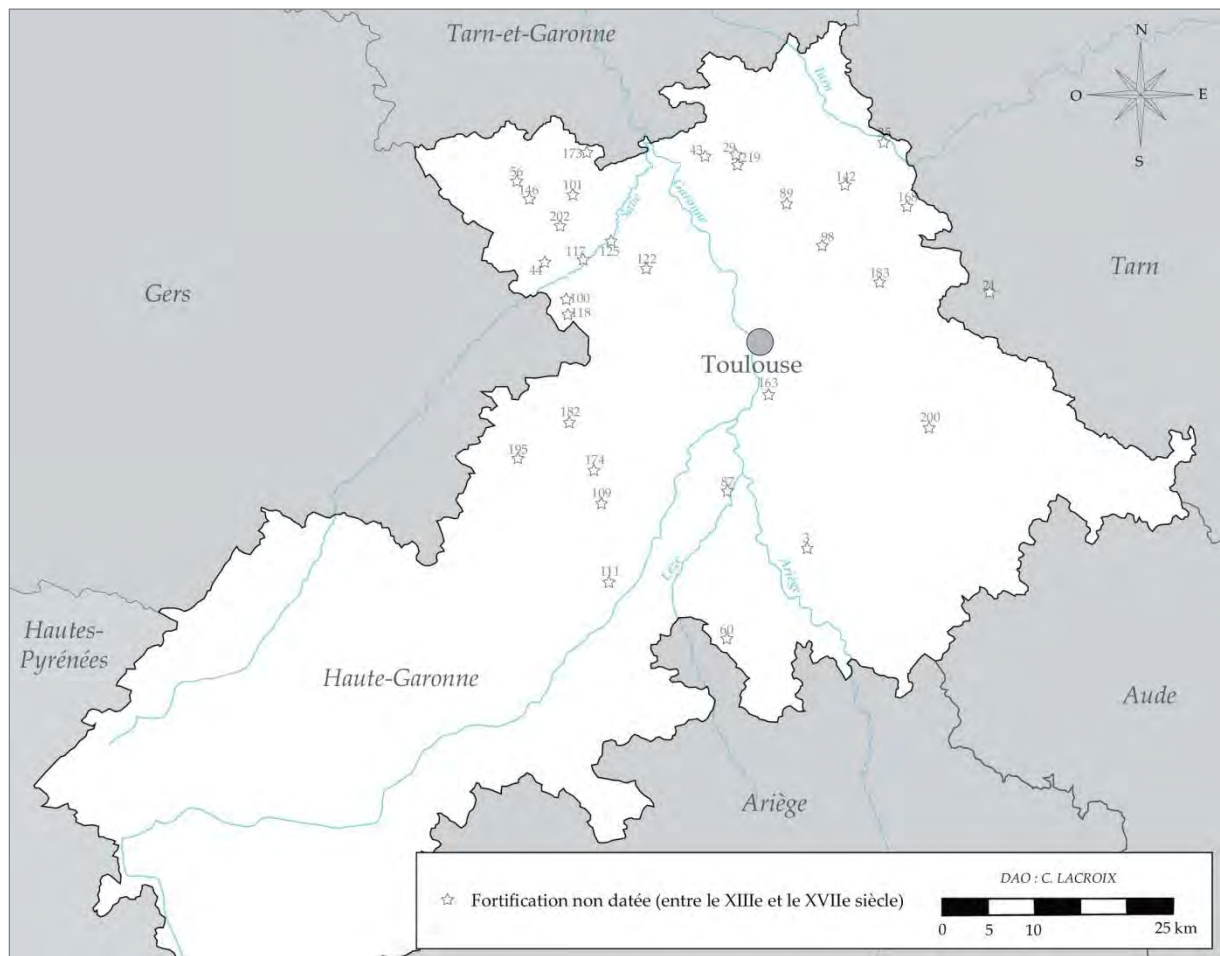 Tarn-et-Garonne
N
O
E
S
Tarn
173
43
29
219
56
146
101
142
89
Save
Garonne
202
98
117
125
44
122
183
Tarn
Gers
21
100
118
Toulouse
163
182
200
195
174
87
109
3
111
Lèze
Ariège
60
Hautes-
Pyrénées
Haute-Garonne
Aude
Ariège
DAO : C. LACROIX
Fortification non datée (entre le XIIIe et le XVIIe siècle)
0 5 10 25 km